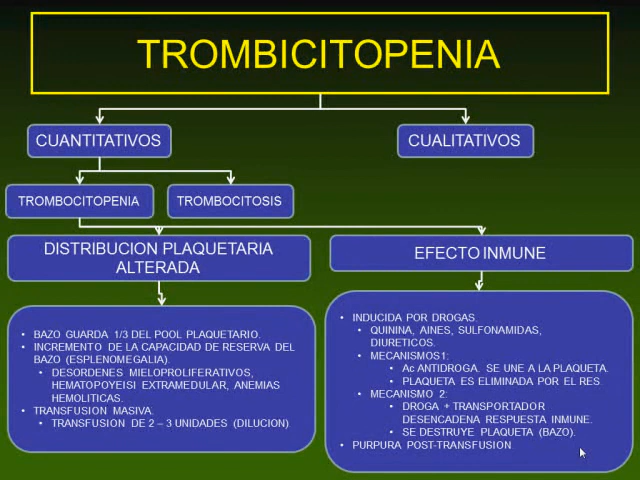 TROMBICITOPENIA
CUANTITATIVOS
CUALITATIVOS
TROMBOCITOPENIA
TROMBOCITOSIS
DISTRIBUCION PLAQUETARIA
ALTERADA
EFECTO INMUNE
• BAZO GUARDA 1/3 DEL POOL PLAQUETARIO.
• INCREMENTO DE LA CAPACIDAD DE RESERVA DEL
BAZO (ESPLENOMEGALIA).
• DESORDENES MIELOPROLIFERATIVOS,
HEMATOPOYEISI EXTRAMEDULAR, ANEMIAS
HEMOLITICAS.
• TRANSFUSION MASIVA.
• TRANSFUSION DE 2 – 3 UNIDADES (DILUCION)
• INDUCIDA POR DROGAS.
• QUININA, AINES, SULFONAMIDAS,
DIURETICOS.
• MECANISMOS1:
• Ac ANTIDROGA. SE UNE A LA PLAQUETA.
• PLAQUETA ES ELIMINADA POR EL RES.
• MECANISMO 2:
• DROGA + TRANSPORTADOR
DESENCADENA RESPUESTA INMUNE.
• SE DESTRUYE PLAQUETA (BAZO).
• PURPURA POST-TRANSFUSION